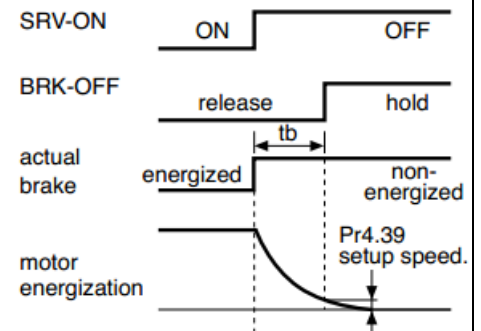 SRV-ON
ON
OFF
BRK-OFF
release
hold
tb
actual
brake
energized
non-
energized
Pr4.39
setup speed.
motor
energization